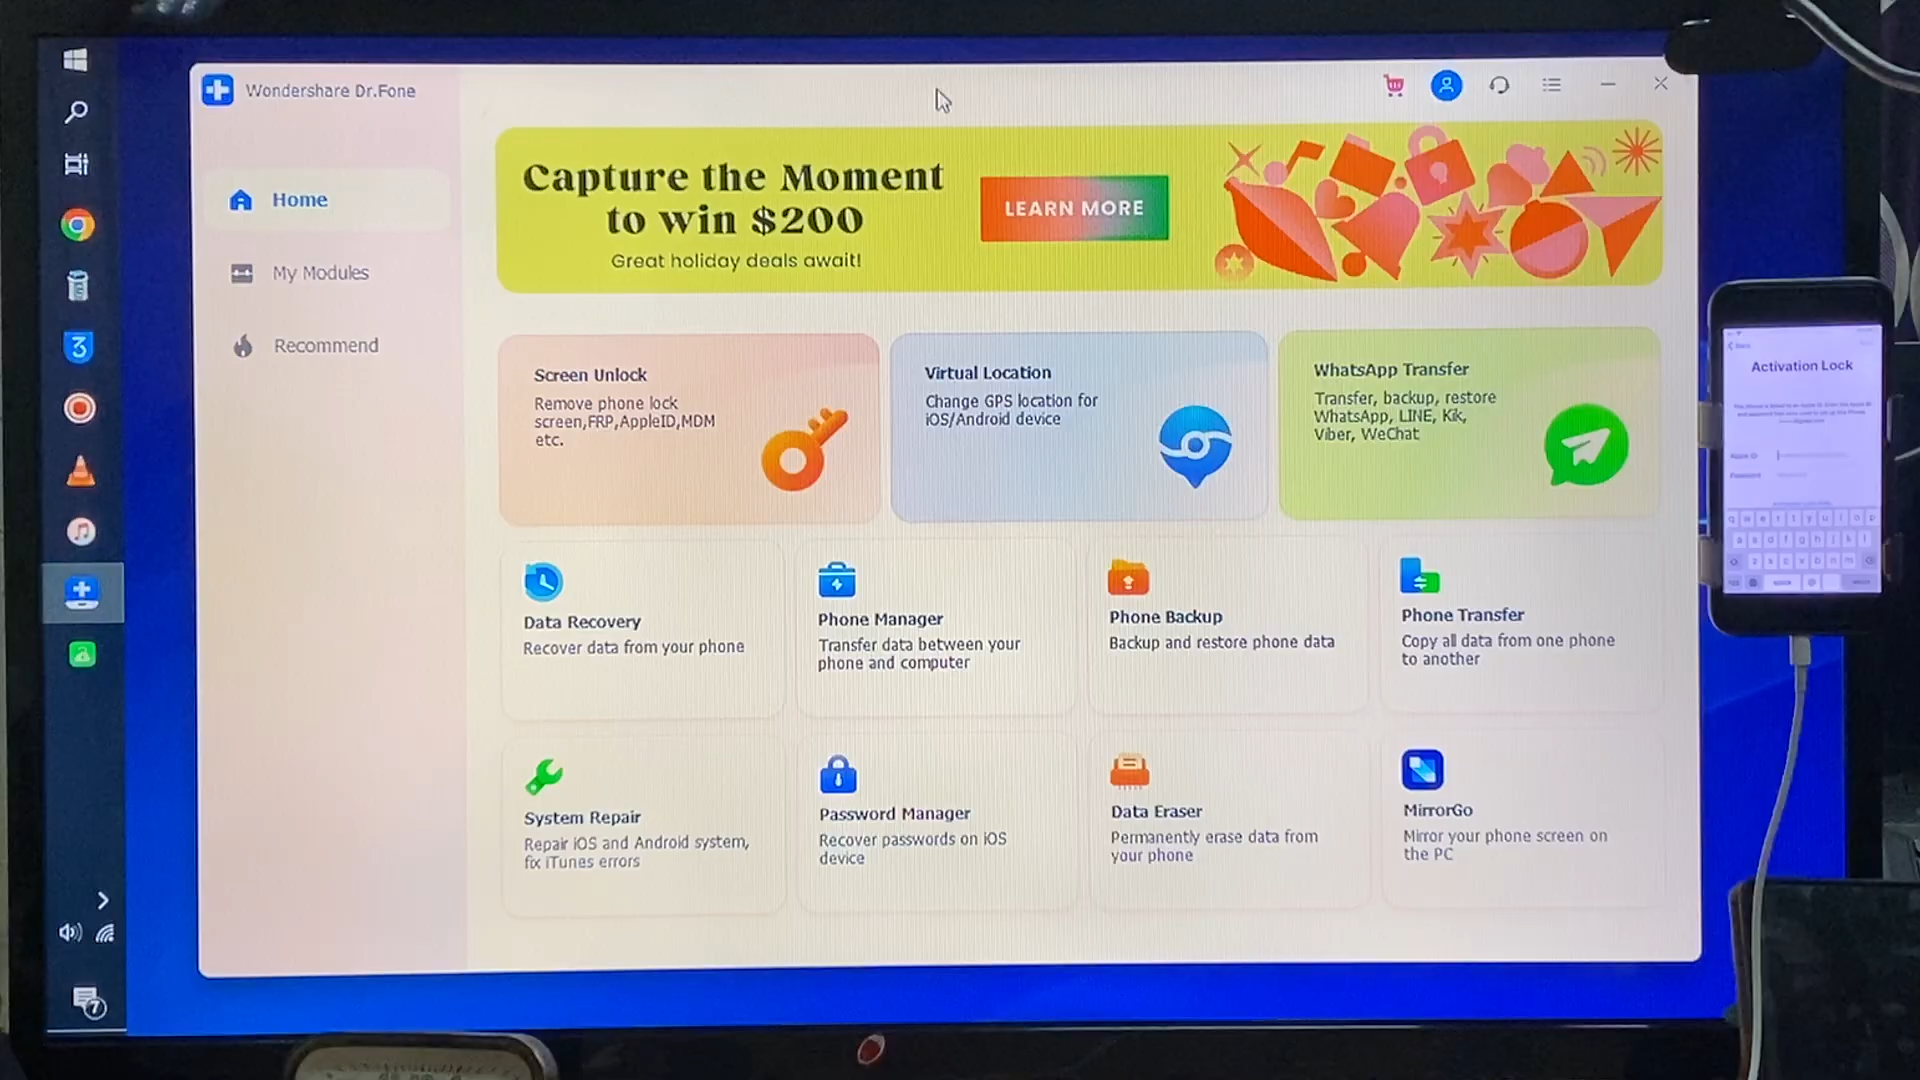 Wondershare Dr.Fone
Home
My Modules
Recommend
Capture the Moment
to win $200
Great holiday deals await!
LEARN MORE
Screen Unlock
Remove phone lock
screen,FRP,AppleID,MDM
etc.
Virtual Location
Change GPS location for
iOS/Android device
WhatsApp Transfer
Transfer, backup, restore
WhatsApp, LINE, Kik,
Viber, WeChat
Data Recovery
Recover data from your phone
Phone Manager
Transfer data between your
phone and computer
Phone Backup
Backup and restore phone data
Phone Transfer
Copy all data from one phone
to another
System Repair
Repair iOS and Android system,
fix iTunes errors
Password Manager
Recover passwords on iOS
device
Data Eraser
Permanently erase data from
your phone
MirrorGo
Mirror your phone screen on
the PC
3
7
Activation Lock
Apple ID
Password